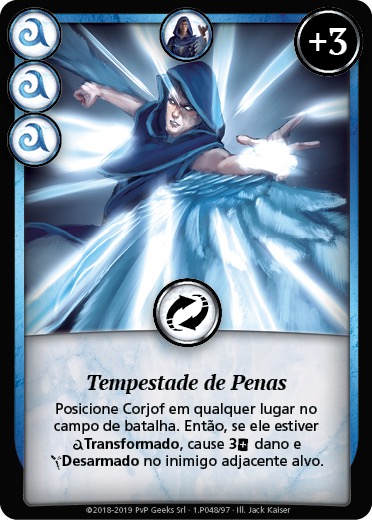 +3
Tempestade de Penas
Posicione Corjof em qualquer lugar no
campo de batalha. Então, se ele estiver
Transformado, cause 3 dano e
Desarmado no inimigo adjacente alvo.
©2018-2019 PvP Geeks Srl · 1.P048/97 · Ill. Jack Kaiser